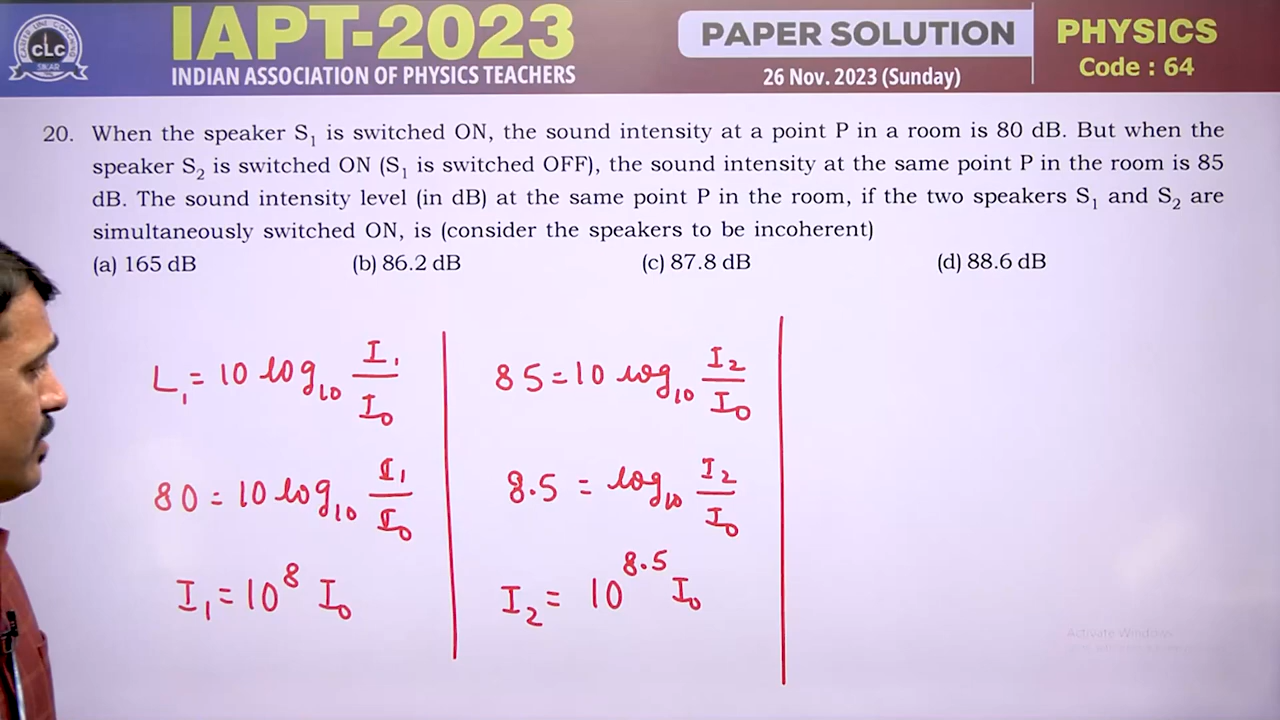 CLC
SIKAR
IAPT-2023
INDIAN ASSOCIATION OF PHYSICS TEACHERS
PAPER SOLUTION
26 Nov. 2023 (Sunday)
PHYSICS
Code : 64
20. When the speaker S₁ is switched ON, the sound intensity at a point P in a room is 80 dB. But when the
speaker S₂ is switched ON (S₁ is switched OFF), the sound intensity at the same point P in the room is 85
dB. The sound intensity level (in dB) at the same point P in the room, if the two speakers S₁ and S₂ are
simultaneously switched ON, is (consider the speakers to be incoherent)
(a) 165 dB (b) 86.2 dB (c) 87.8 dB (d) 88.6 dB
L₁ = 10 log₁₀ I₁/I₀
80 = 10 log₁₀ I₁/I₀
I₁ = 10⁸ I₀
85 = 10 log₁₀ I₂/I₀
8.5 = log₁₀ I₂/I₀
I₂ = 10^8.5 I₀
Activate Windows